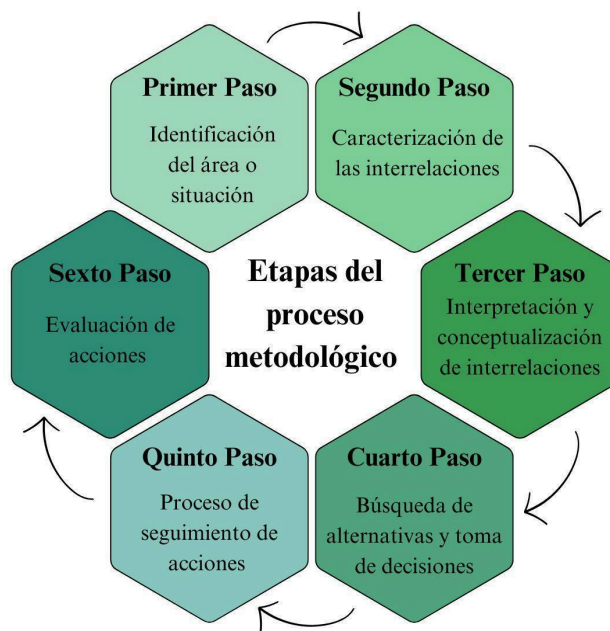 Primer Paso
Identificación
del área o
situación
Segundo Paso
Caracterización de
las interrelaciones
Tercer Paso
Interpretación y
conceptualización
de interrelaciones
Cuarto Paso
Búsqueda de
alternativas y toma
de decisiones
Quinto Paso
Proceso de
seguimiento de
acciones
Sexto Paso
Evaluación de
acciones
Etapas del
proceso
metodológico